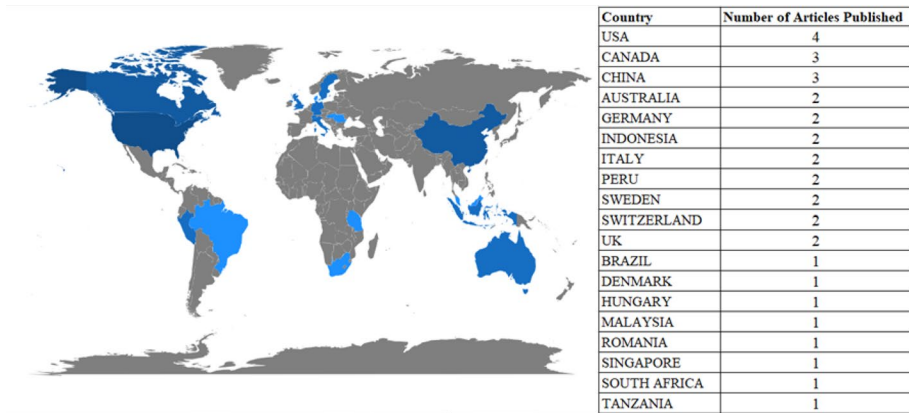 Country Number of Articles Published
USA 4
CANADA 3
CHINA 3
AUSTRALIA 2
GERMANY 2
INDONESIA 2
ITALY 2
PERU 2
SWEDEN 2
SWITZERLAND 2
UK 2
BRAZIL 1
DENMARK 1
HUNGARY 1
MALAYSIA 1
ROMANIA 1
SINGAPORE 1
SOUTH AFRICA 1
TANZANIA 1